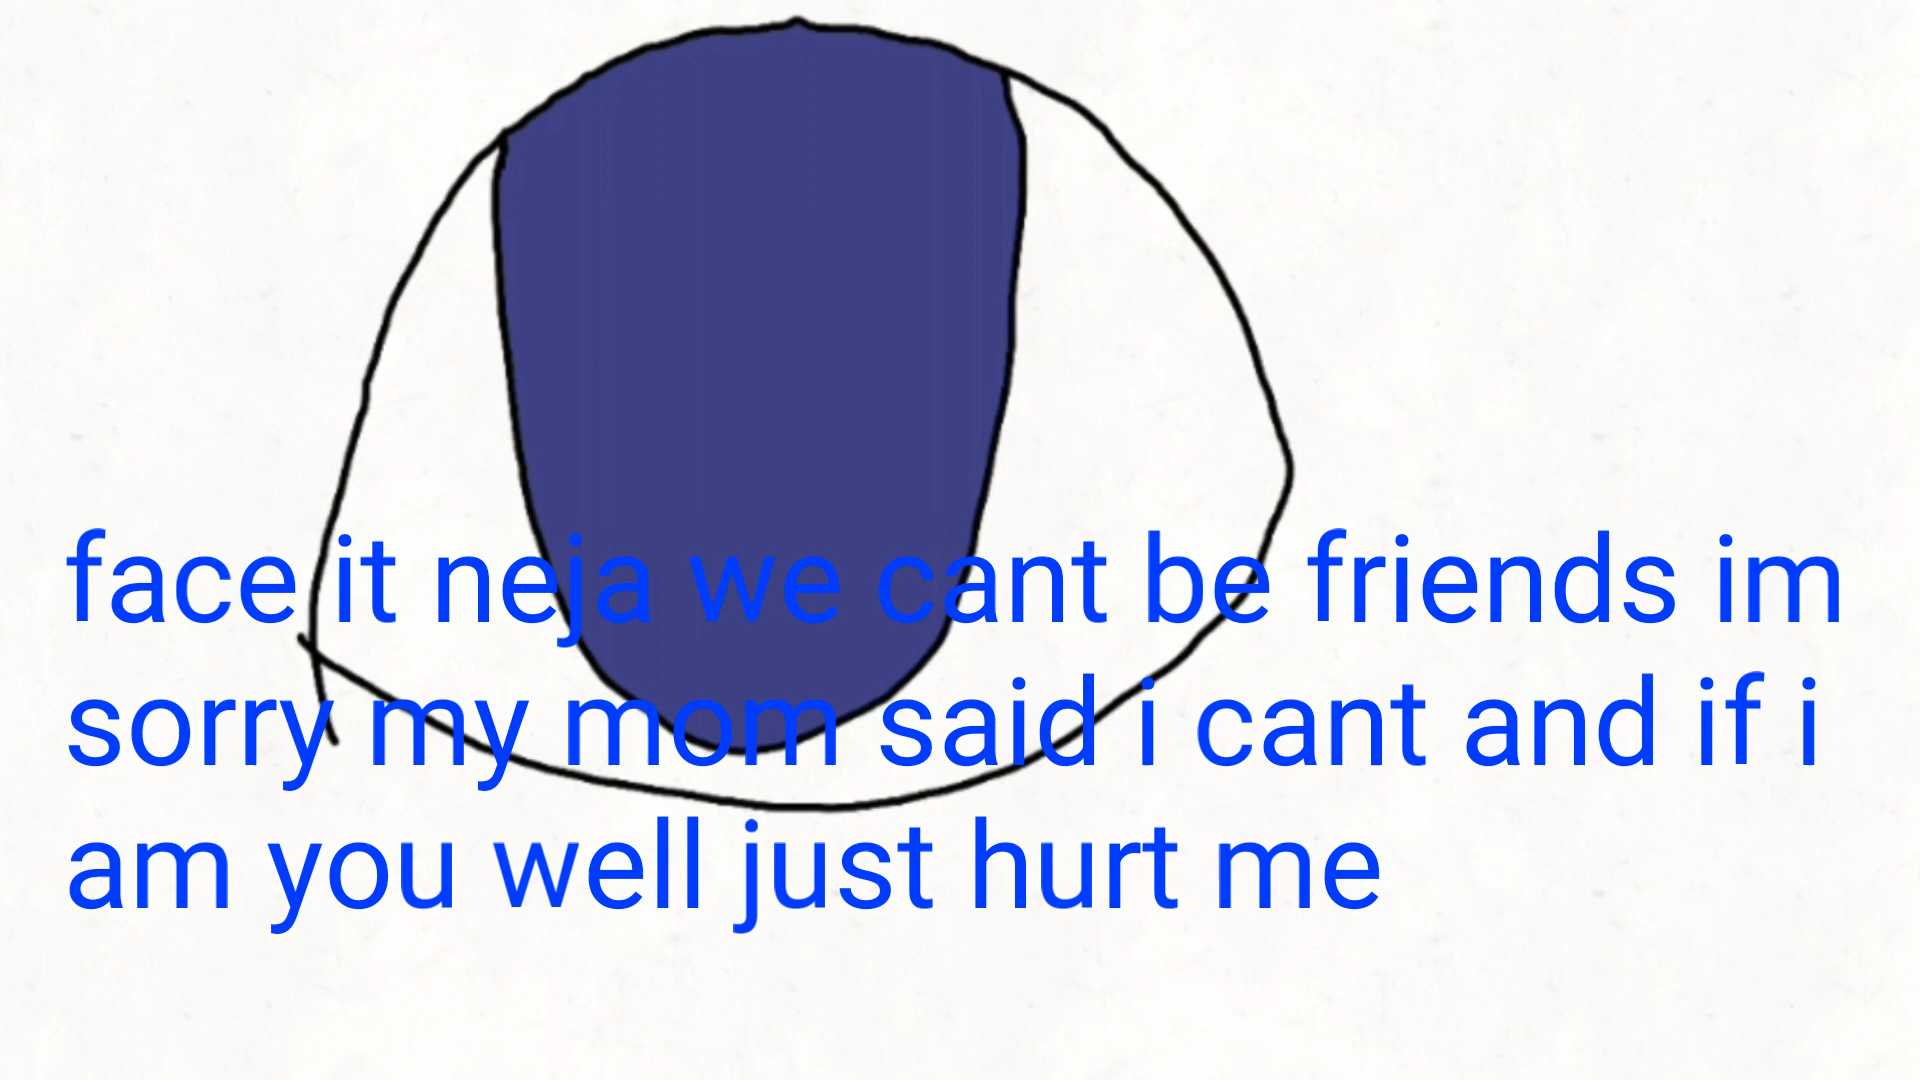 face it neja we cant be friends im
sorry my mom said i cant and if i
am you well just hurt me